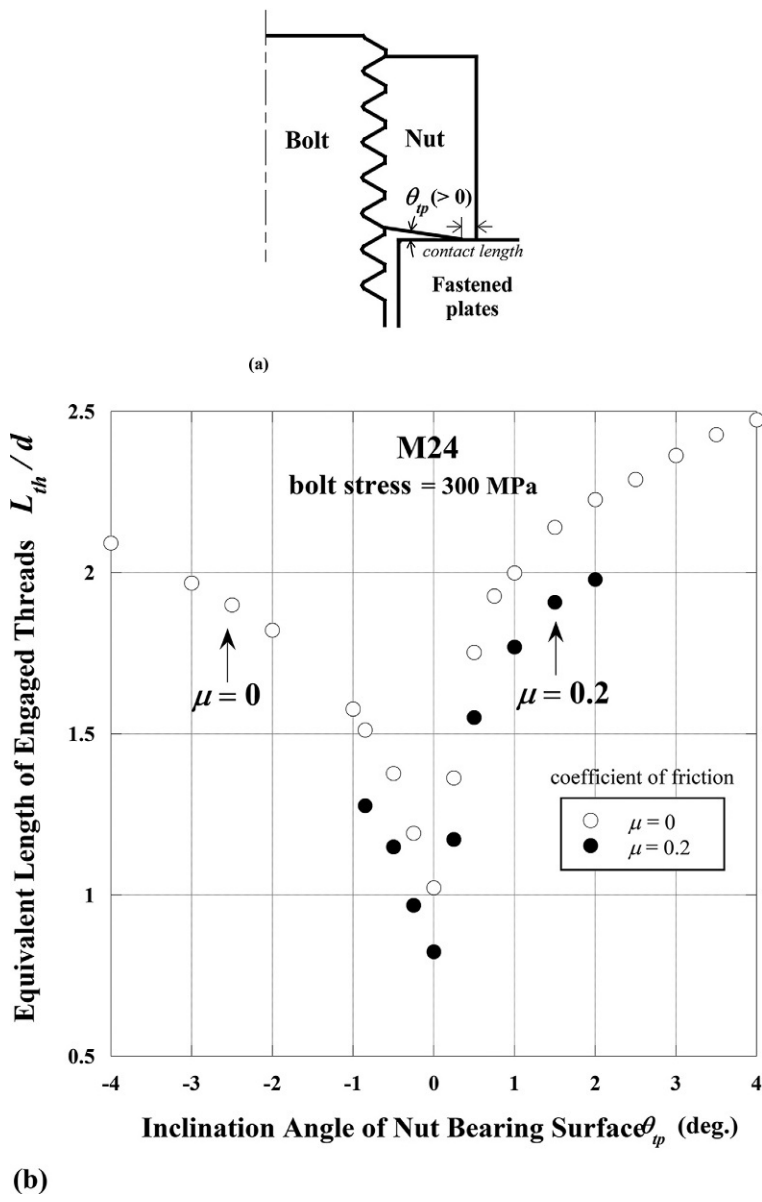 Bolt
Nut
θtp (> 0)
contact length
Fastened
plates
(a)
Equivalent Length of Engaged Threads Lth / d
2.5
2
1.5
1
0.5
M24
bolt stress = 300 MPa
μ = 0
μ = 0.2
coefficient of friction
μ = 0
μ = 0.2
-4 -3 -2 -1 0 1 2 3 4
Inclination Angle of Nut Bearing Surfaceθtp (deg.)
(b)